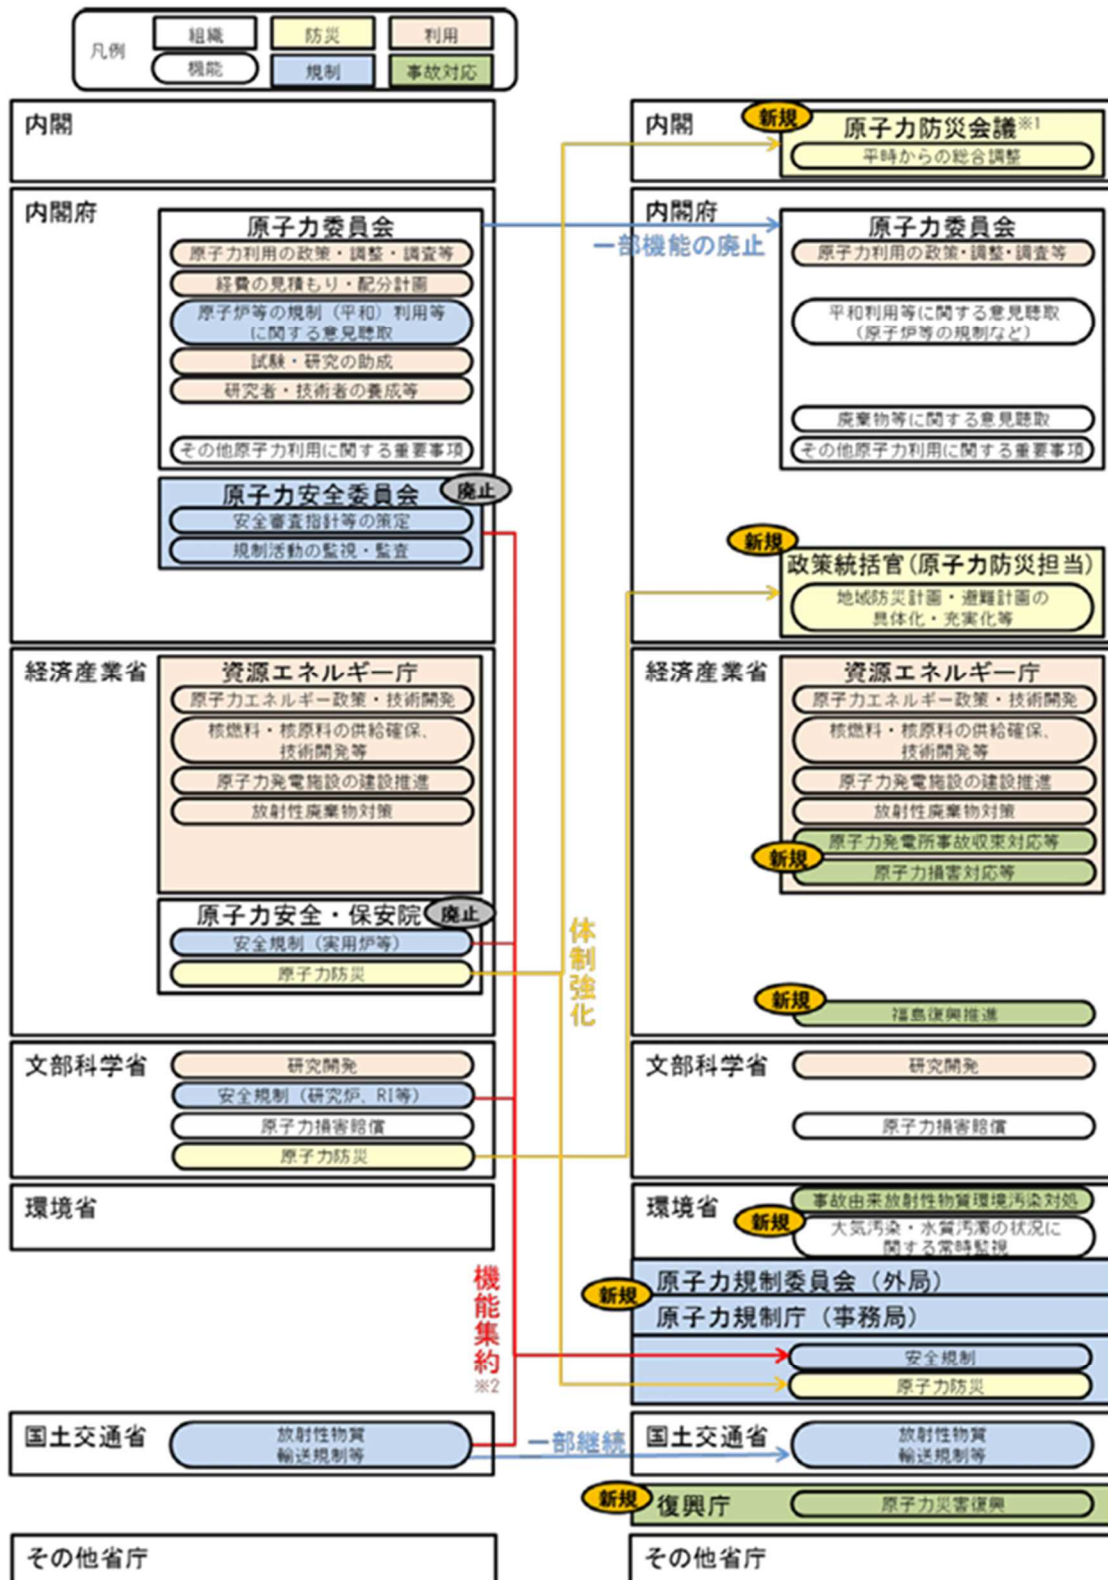 凡例
組織
防災
利用
機能
規制
事故対応
内閣
内閣府
原子力委員会
原子力利用の政策・調整・調査等
経費の見積もり・配分計画
原子炉等の規制（平和）利用等
に関する意見聴取
試験・研究の助成
研究者・技術者の養成等
その他原子力利用に関する重要事項
原子力安全委員会
廃止
安全審査指針等の策定
規制活動の監視・監査
経済産業省
資源エネルギー庁
原子力エネルギー政策・技術開発
核燃料・核原料の供給確保、
技術開発等
原子力発電施設の建設推進
放射性廃棄物対策
原子力安全・保安院
廃止
安全規制（実用炉等）
原子力防災
文部科学省
研究開発
安全規制（研究炉、RI等）
原子力損害賠償
原子力防災
環境省
国土交通省
放射性物質
輸送規制等
その他省庁
一部機能の廃止
体制強化
機能集約
※2
一部継続
内閣
新規
原子力防災会議※1
平時からの総合調整
内閣府
原子力委員会
原子力利用の政策・調整・調査等
平和利用等に関する意見聴取
（原子炉等の規制など）
廃棄物等に関する意見聴取
その他原子力利用に関する重要事項
新規
政策統括官（原子力防災担当）
地域防災計画・避難計画の
具体化・充実化等
経済産業省
資源エネルギー庁
原子力エネルギー政策・技術開発
核燃料・核原料の供給確保、
技術開発等
原子力発電施設の建設推進
放射性廃棄物対策
原子力発電所事故収束対応等
新規
原子力損害対応等
新規
福島復興推進
文部科学省
研究開発
原子力損害賠償
環境省
事故由来放射性物質環境汚染対処
新規
大気汚染・水質汚濁の状況に
関する常時監視
原子力規制委員会（外局）
新規
原子力規制庁（事務局）
安全規制
原子力防災
国土交通省
放射性物質
輸送規制等
新規
復興庁
原子力災害復興
その他省庁